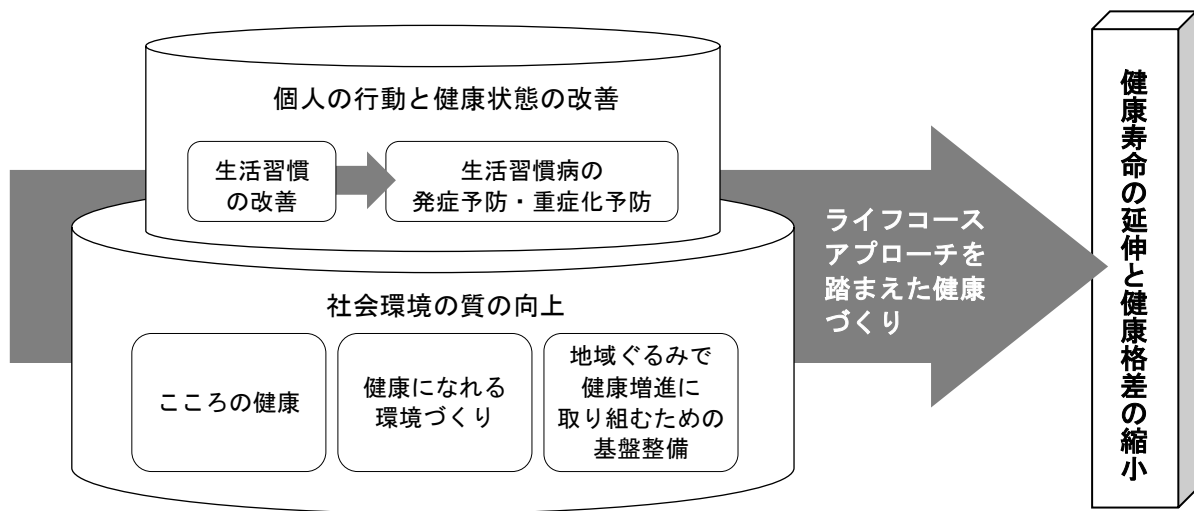 個人の行動と健康状態の改善
生活習慣
の改善
生活習慣病の
発症予防・重症化予防
社会環境の質の向上
こころの健康
健康になれる
環境づくり
地域ぐるみで
健康増進に
取り組むための
基盤整備
ライフコース
アプローチを
踏まえた健康
づくり
健康寿命の延伸と健康格差の縮小